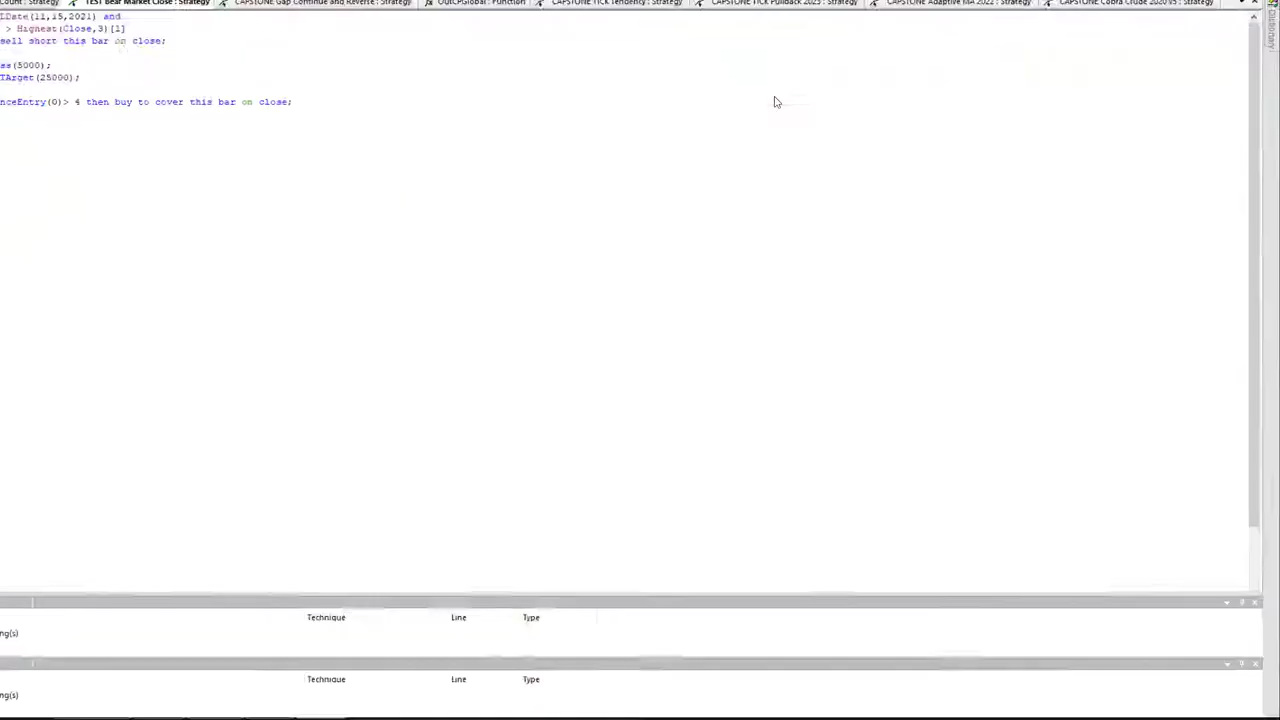 ount : Strategy TEST Bear Market Close : Strategy CAPSTONE Gap Continue and Reverse : Strategy OutCPGlobal : Function CAPSTONE TICK Tendency : Strategy CAPSTONE TICK Pullback 2023 : Strategy CAPSTONE Adaptive MA 2022 : Strategy CAPSTONE Cobra Crude 2020 : Strategy
LDate(11,15,2021) and
> Highest(Close,3)[1]
sell short this bar on close;
ss(5000);
TArget(25000);
nceEntry(0)> 4 then buy to cover this bar on close;
Dictionary
Technique Line Type
ng(s)
Technique Line Type
ng(s)